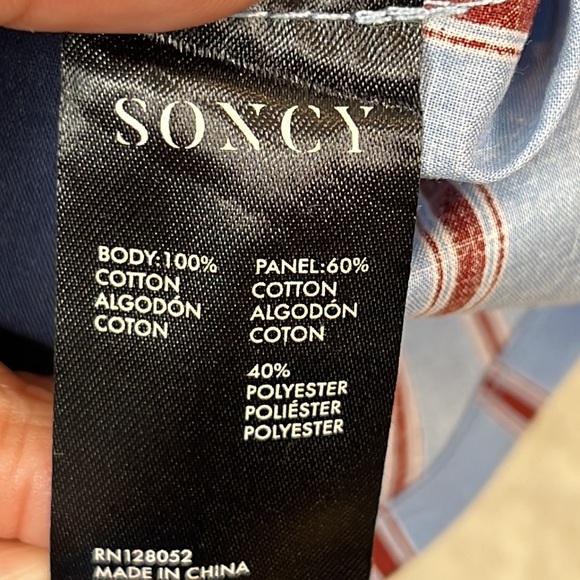 SONCY
BODY:100%
COTTON
ALGODÓN
COTON
PANEL:60%
COTTON
ALGODÓN
COTON
40%
POLYESTER
POLIÉSTER
POLYESTER
RN128052
MADE IN CHINA